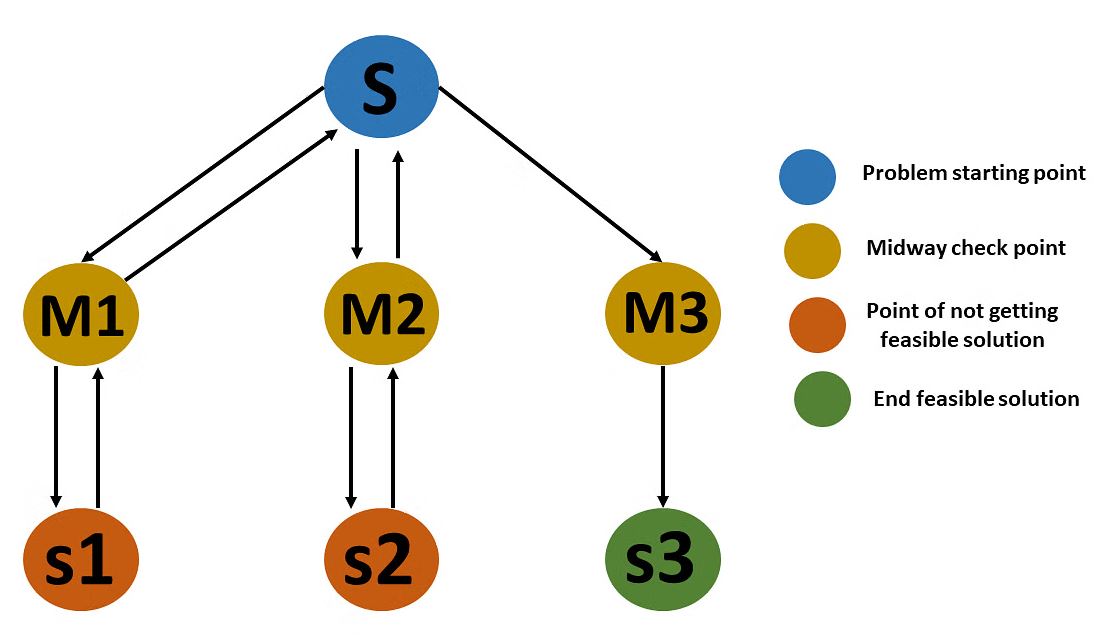 S
Problem starting point
Midway check point
M1
M2
M3
Point of not getting
feasible solution
End feasible solution
s1
s2
s3